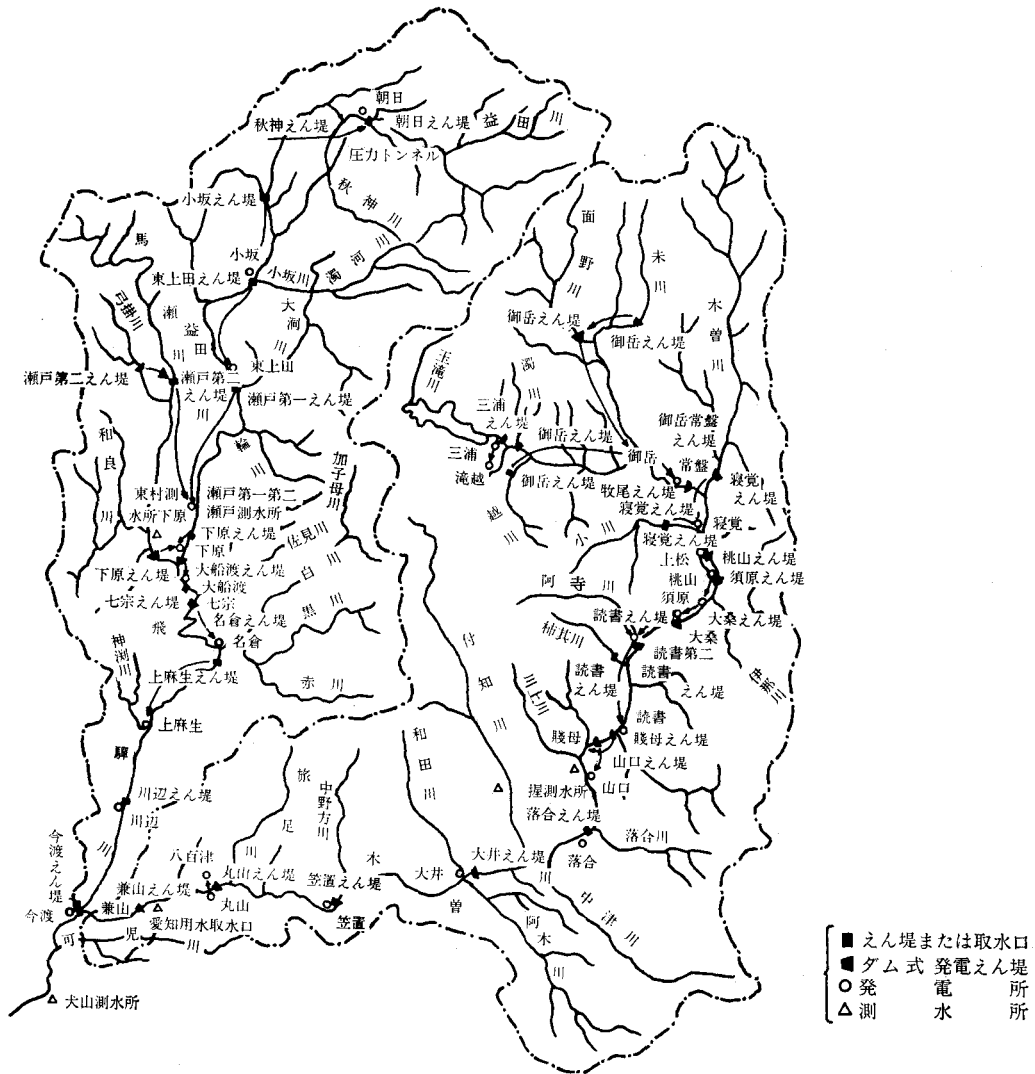 朝日
秋神えん堤
朝日えん堤
益田川
圧力トンネル
秋神川
小坂えん堤
馬瀬川
小坂
小坂川
濁河川
東上田えん堤
大洞川
弓掛川
益田川
東上田
瀬戸第二えん堤
瀬戸第二
えん堤
瀬戸第一えん堤
和良川
輪川
加子母川
東村測
水所
下原
瀬戸第一第二
瀬戸測水所
下原えん堤
佐見川
下原
白川
下原えん堤
大船渡えん堤
大船渡
七宗えん堤
七宗
黒川
名倉えん堤
飛驒川
名倉
神渕川
上麻生えん堤
赤川
上麻生
川辺えん堤
川辺
今渡えん堤
今渡
八百津
旅足川
中野方川
兼山えん堤
丸山えん堤
笠置えん堤
兼山
丸山
笠置
愛知用水取水口
可児川
犬山測水所
面野川
未川
木曽川
御岳えん堤
御岳えん堤
王滝川
濁川
三浦
えん堤
御岳えん堤
御岳常盤
えん堤
三浦
御岳
常盤
滝越
御岳えん堤
牧尾えん堤
寝覚
えん堤
越川
小川
寝覚えん堤
寝覚
寝覚えん堤
上松
桃山えん堤
桃山
須原えん堤
阿寺川
須原
大桑えん堤
読書えん堤
大桑
柿其川
読書第二
伊那川
付知川
読書
えん堤
読書
えん堤
川上川
読書
賤母
賤母えん堤
和田川
山口えん堤
山口
握測水所
落合えん堤
落合川
落合
大井
大井えん堤
木曽川
中津川
阿木川
えん堤または取水口
ダム式 発電えん堤
発電所
測水所